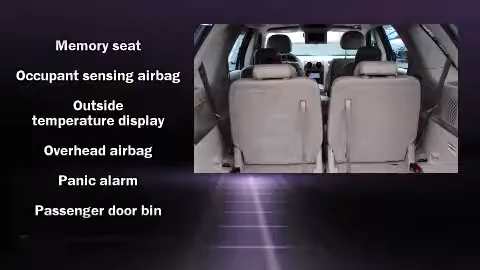 Memory seat
Occupant sensing airbag
Outside
temperature display
Overhead airbag
Panic alarm
Passenger door bin